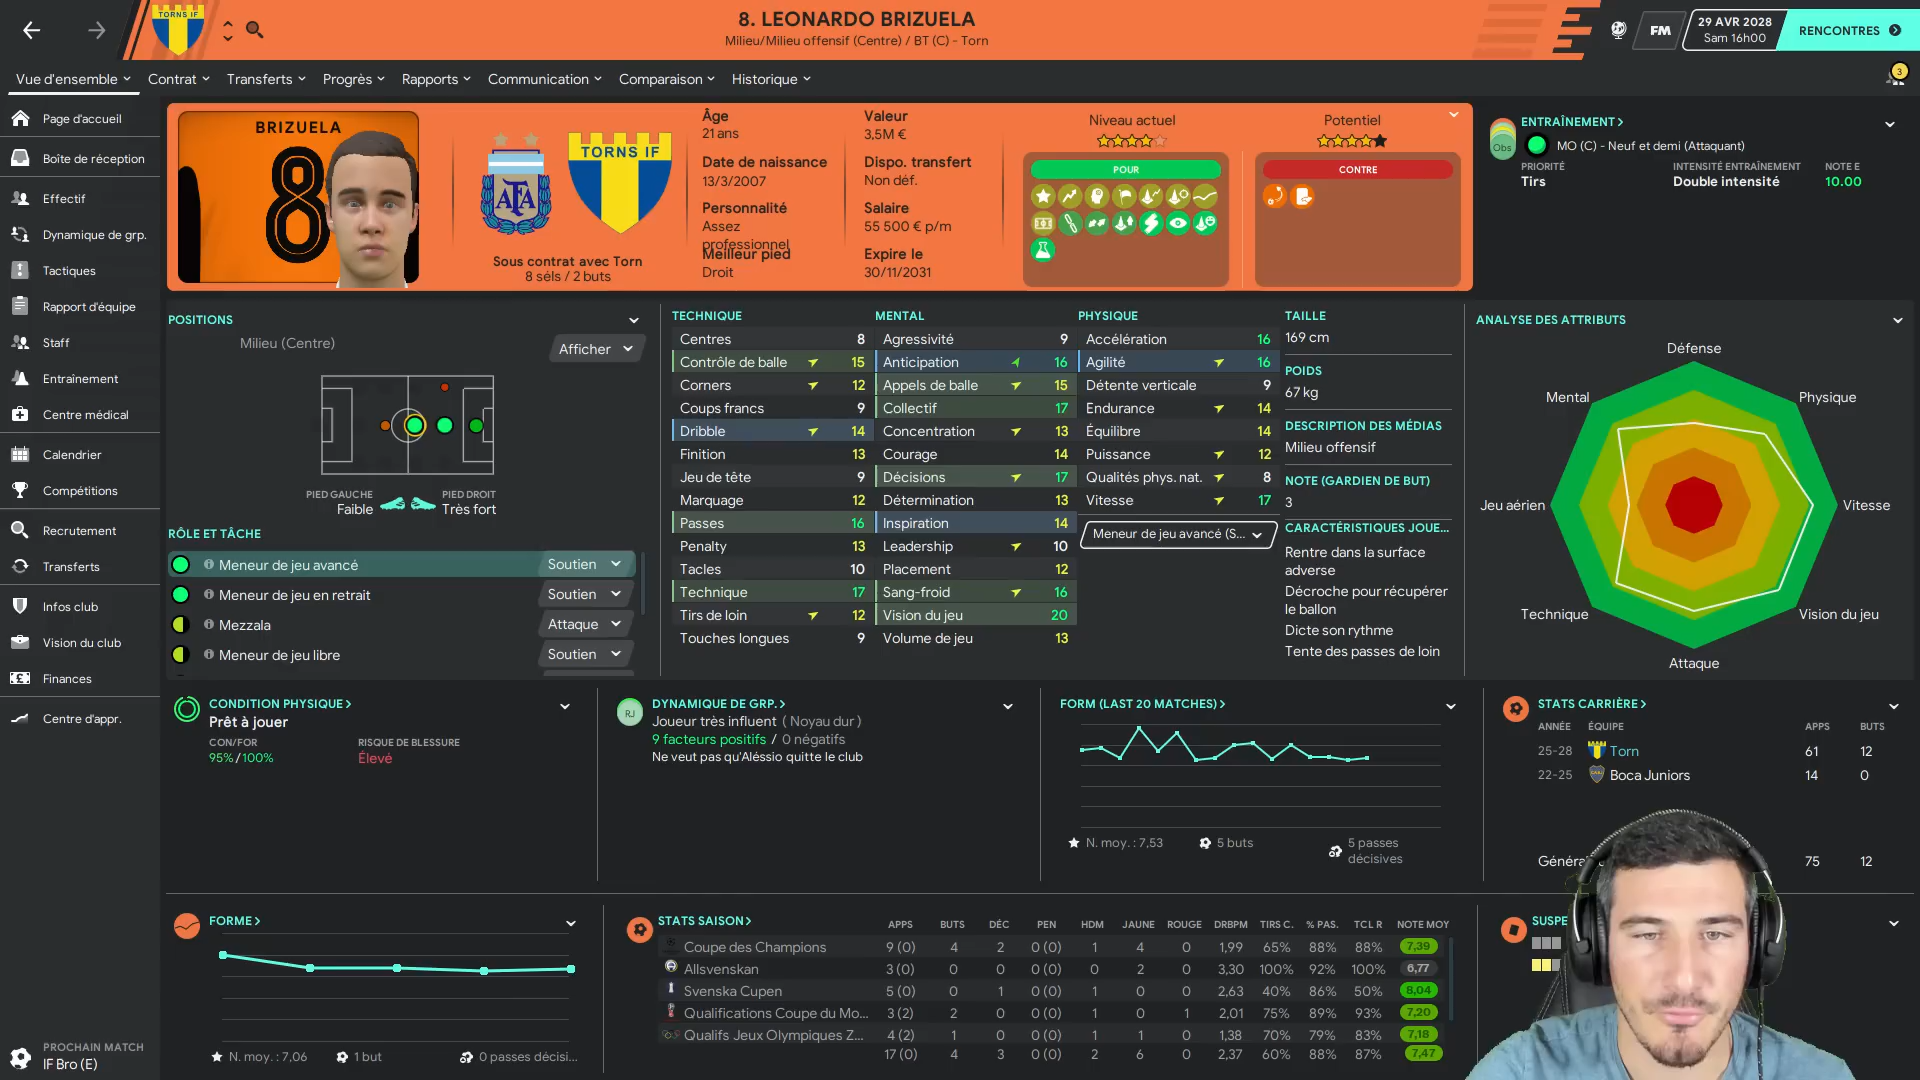 TORNS IF
8. LEONARDO BRIZUELA
Milieu/Milieu offensif (Centre) / BT (C) - Torn
FM
29 AVR 2028
Sam 16h00
RENCONTRES
Vue d'ensemble
Contrat
Transferts
Progrès
Rapports
Communication
Comparaison
Historique
3
Page d'accueil
Boîte de réception
Effectif
Dynamique de grp.
Tactiques
Rapport d'équipe
Staff
Entraînement
Centre médical
Calendrier
Compétitions
Recrutement
Transferts
Infos club
Vision du club
Finances
Centre d'appr.
PROCHAIN MATCH
IF Bro (E)
BRIZUELA
8
AFA
TORNS IF
Sous contrat avec Torn
8 séls / 2 buts
Âge
21 ans
Date de naissance
13/3/2007
Personnalité
Assez
professionnel
Meilleur pied
Droit
Valeur
3,5M €
Dispo. transfert
Non déf.
Salaire
55 500 € p/m
Expire le
30/11/2031
Niveau actuel
POUR
Potentiel
CONTRE
Obs
ENTRAÎNEMENT
MO (C) - Neuf et demi (Attaquant)
PRIORITÉ
Tirs
INTENSITÉ ENTRAÎNEMENT
Double intensité
NOTE E
10.00
POSITIONS
Milieu (Centre)
Afficher
PIED GAUCHE
Faible
PIED DROIT
Très fort
RÔLE ET TÂCHE
Meneur de jeu avancé Soutien
Meneur de jeu en retrait Soutien
Mezzala Attaque
Meneur de jeu libre Soutien
TECHNIQUE
Centres 8
Contrôle de balle 15
Corners 12
Coups francs 9
Dribble 14
Finition 13
Jeu de tête 9
Marquage 12
Passes 16
Penalty 13
Tacles 10
Technique 17
Tirs de loin 12
Touches longues 9
MENTAL
Agressivité 9
Anticipation 16
Appels de balle 15
Collectif 17
Concentration 13
Courage 14
Décisions 17
Détermination 13
Inspiration 14
Leadership 10
Placement 12
Sang-froid 16
Vision du jeu 20
Volume de jeu 13
PHYSIQUE
Accélération 16
Agilité 16
Détente verticale 9
Endurance 14
Équilibre 14
Puissance 12
Qualités phys. nat. 8
Vitesse 17
Meneur de jeu avancé (S...
TAILLE
169 cm
POIDS
67 kg
DESCRIPTION DES MÉDIAS
Milieu offensif
NOTE (GARDIEN DE BUT)
3
CARACTÉRISTIQUES JOUE...
Rentre dans la surface
adverse
Décroche pour récupérer
le ballon
Dicte son rythme
Tente des passes de loin
ANALYSE DES ATTRIBUTS
Défense
Mental
Physique
Jeu aérien
Vitesse
Technique
Vision du jeu
Attaque
CONDITION PHYSIQUE
Prêt à jouer
CON/FOR
95%/100%
RISQUE DE BLESSURE
Élevé
RJ
DYNAMIQUE DE GRP.
Joueur très influent ( Noyau dur )
9 facteurs positifs / 0 négatifs
Ne veut pas qu'Aléssio quitte le club
FORM (LAST 20 MATCHES)
N. moy. : 7,53
5 buts
5 passes
décisives
STATS CARRIÈRE
ANNÉE ÉQUIPE APPS BUTS
25-28 Torn 61 12
22-25 Boca Juniors 14 0
Général 75 12
FORME
N. moy. : 7,06
1 but
0 passes décisi...
STATS SAISON APPS BUTS DÉC PEN HDM JAUNE ROUGE DRBPM TIRS C. % PAS. TCL R NOTE MOY
Coupe des Champions 9 (0) 4 2 0 (0) 1 4 0 1,99 65% 88% 88% 7,39
Allsvenskan 3 (0) 0 0 0 (0) 0 2 0 3,30 100% 92% 100% 6,77
Svenska Cupen 5 (0) 0 1 0 (0) 1 0 0 2,63 40% 86% 50% 8,04
Qualifications Coupe du Mo... 3 (2) 2 0 0 (0) 1 0 1 2,01 75% 89% 93% 7,20
Qualifs Jeux Olympiques Z... 4 (2) 1 0 0 (0) 1 1 0 1,38 70% 79% 83% 7,18
17 (0) 4 3 0 (0) 2 6 0 2,37 60% 88% 87% 7,47
SUSPE